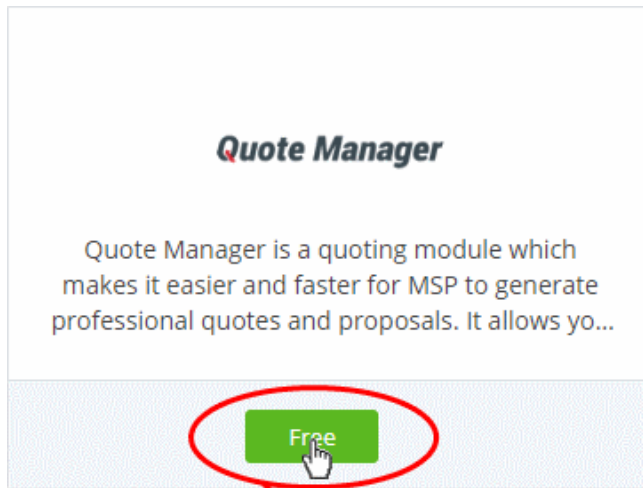 Quote Manager
Quote Manager is a quoting module which
makes it easier and faster for MSP to generate
professional quotes and proposals. It allows yo...
Free